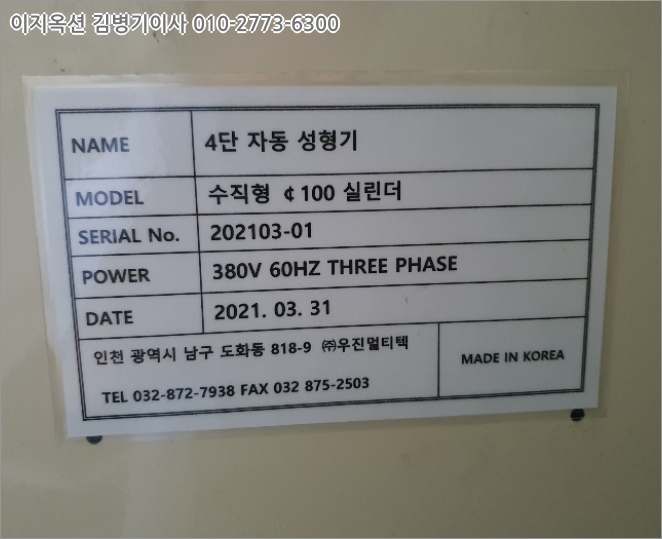 이지옥션 김병기이사 010-2773-6300
NAME 4단 자동 성형기
MODEL 수직형 ¢100 실린더
SERIAL No. 202103-01
POWER 380V 60HZ THREE PHASE
DATE 2021. 03. 31
인천 광역시 남구 도화동 818-9 ㈜우진멀티텍
MADE IN KOREA
TEL 032-872-7938 FAX 032 875-2503